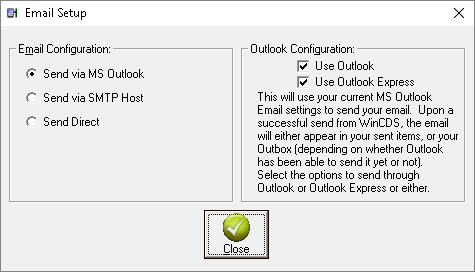 Email Setup
Email Configuration:
Send via MS Outlook
Send via SMTP Host
Send Direct
Outlook Configuration:
Use Outlook
Use Outlook Express
This will use your current MS Outlook
Email settings to send your email.  Upon a
successful send from WinCDS, the email
will either appear in your sent items, or your
Outbox (depending on whether Outlook
has been able to send it yet or not).
Select the options to send through
Outlook or Outlook Express or either.
Close